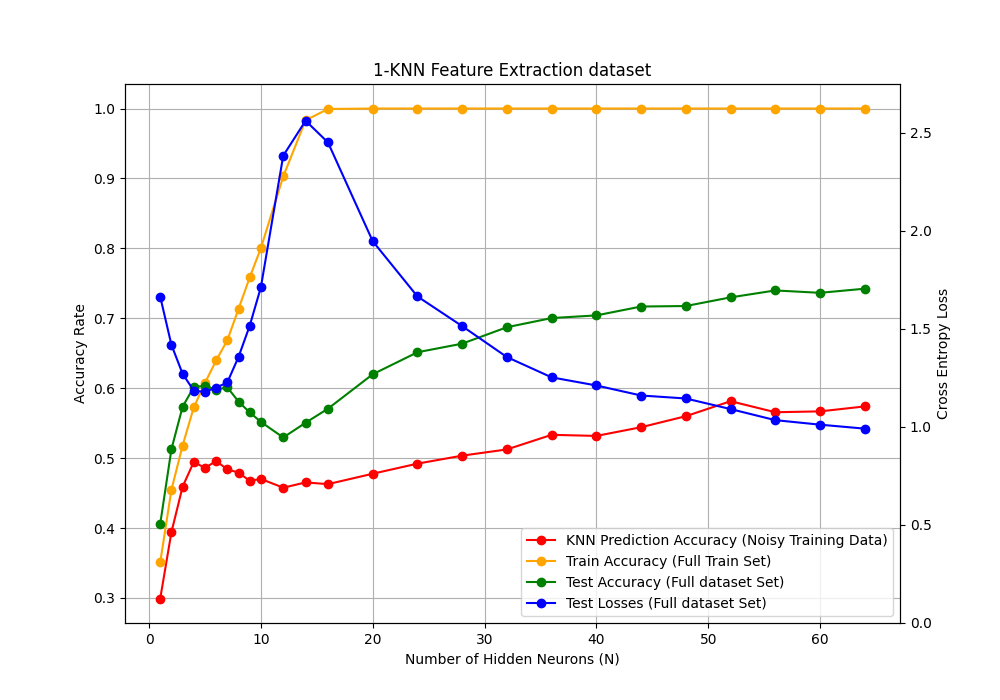 1-KNN Feature Extraction dataset
1.0
0.9
0.8
0.7
0.6
0.5
0.4
0.3
Accuracy Rate
2.5
2.0
1.5
1.0
0.5
0.0
Cross Entropy Loss
KNN Prediction Accuracy (Noisy Training Data)
Train Accuracy (Full Train Set)
Test Accuracy (Full dataset Set)
Test Losses (Full dataset Set)
0 10 20 30 40 50 60
Number of Hidden Neurons (N)